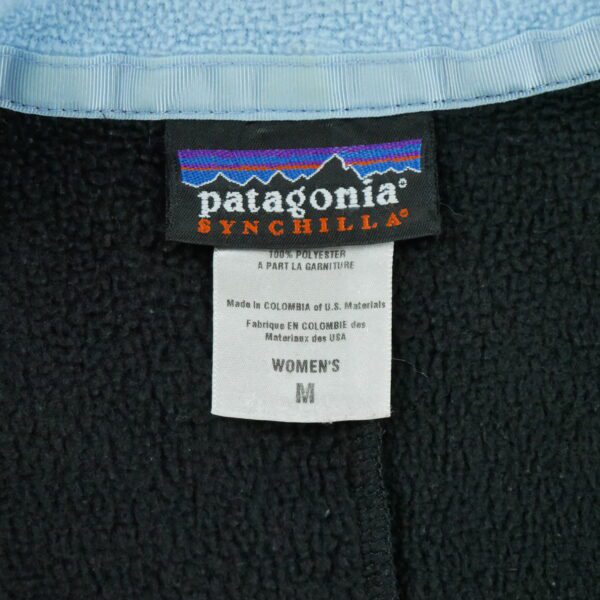 patagonia®
SYNCHILLA®
100% POLYESTER
A PART LA GARNITURE
Made in COLOMBIA of U.S. Materials
Fabrique EN COLOMBIE des
Materiaux des USA
WOMEN'S
M